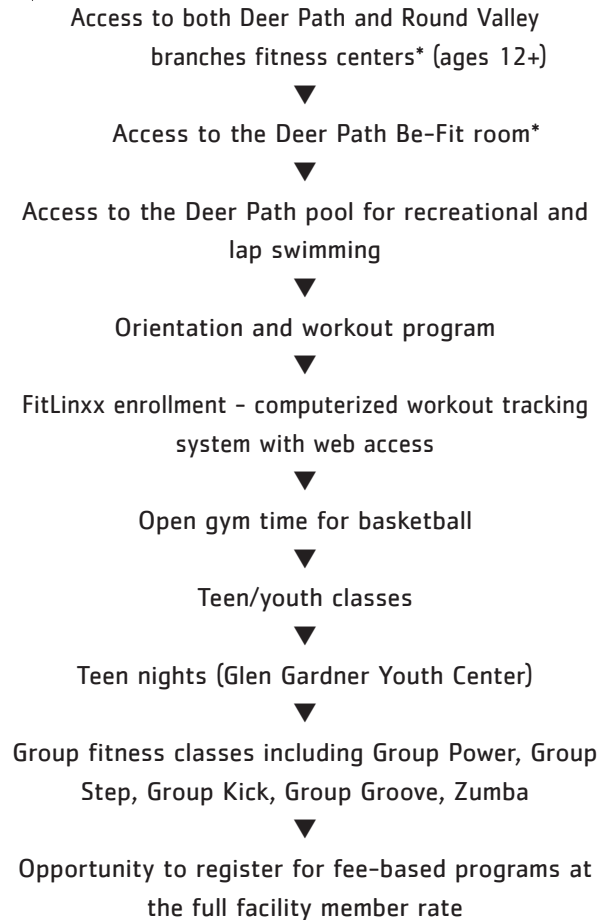 Access to both Deer Path and Round Valley
branches fitness centers* (ages 12+)
▼
Access to the Deer Path Be-Fit room*
▼
Access to the Deer Path pool for recreational and
lap swimming
▼
Orientation and workout program
▼
FitLinxx enrollment - computerized workout tracking
system with web access
▼
Open gym time for basketball
▼
Teen/youth classes
▼
Teen nights (Glen Gardner Youth Center)
▼
Group fitness classes including Group Power, Group
Step, Group Kick, Group Groove, Zumba
▼
Opportunity to register for fee-based programs at
the full facility member rate